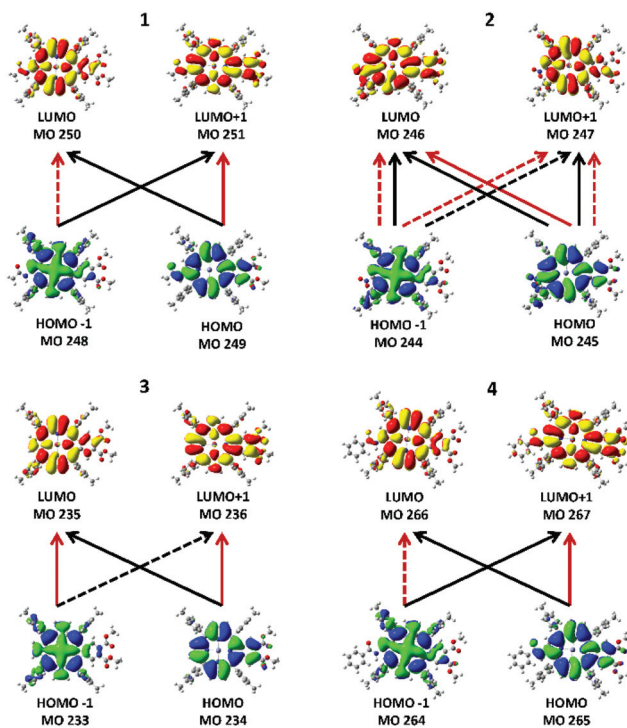 1
2
LUMO
MO 250
LUMO+1
MO 251
LUMO
MO 246
LUMO+1
MO 247
HOMO -1
MO 248
HOMO
MO 249
HOMO -1
MO 244
HOMO
MO 245
3
4
LUMO
MO 235
LUMO+1
MO 236
LUMO
MO 266
LUMO+1
MO 267
HOMO -1
MO 233
HOMO
MO 234
HOMO -1
MO 264
HOMO
MO 265